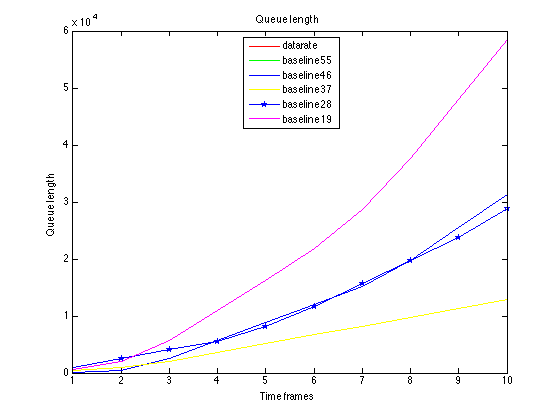 Queue length
x 10^4
6
5
4
3
2
1
0
Queue length
datarate
baseline55
baseline46
baseline37
baseline28
baseline19
1 2 3 4 5 6 7 8 9 10
Time frames